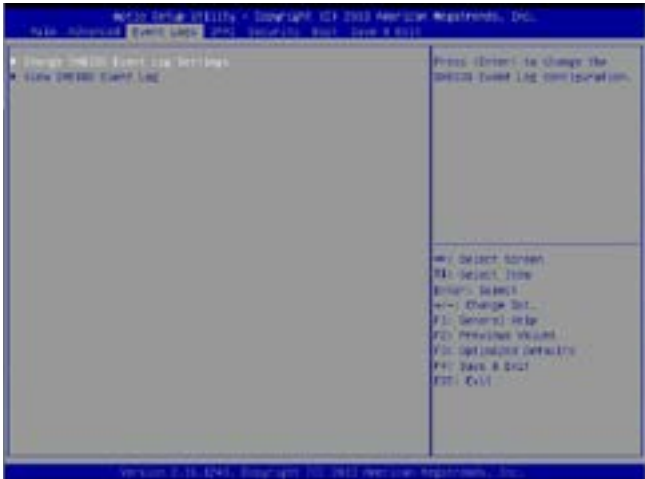 Aptio Setup Utility - Copyright (C) 2013 American Megatrends, Inc.
Main Advanced Event Logs IPMI Security Boot Save & Exit
Change SMBIOS Event Log Settings
View SMBIOS Event Log
Press <Enter> to change the
SMBIOS Event Log configuration.
Select Screen
Select Item
Enter: Select
+/-: Change Opt.
F1: General Help
F2: Previous Values
F3: Optimized Defaults
F4: Save & Exit
ESC: Exit
Version Copyright (C) 2013 American Megatrends, Inc.